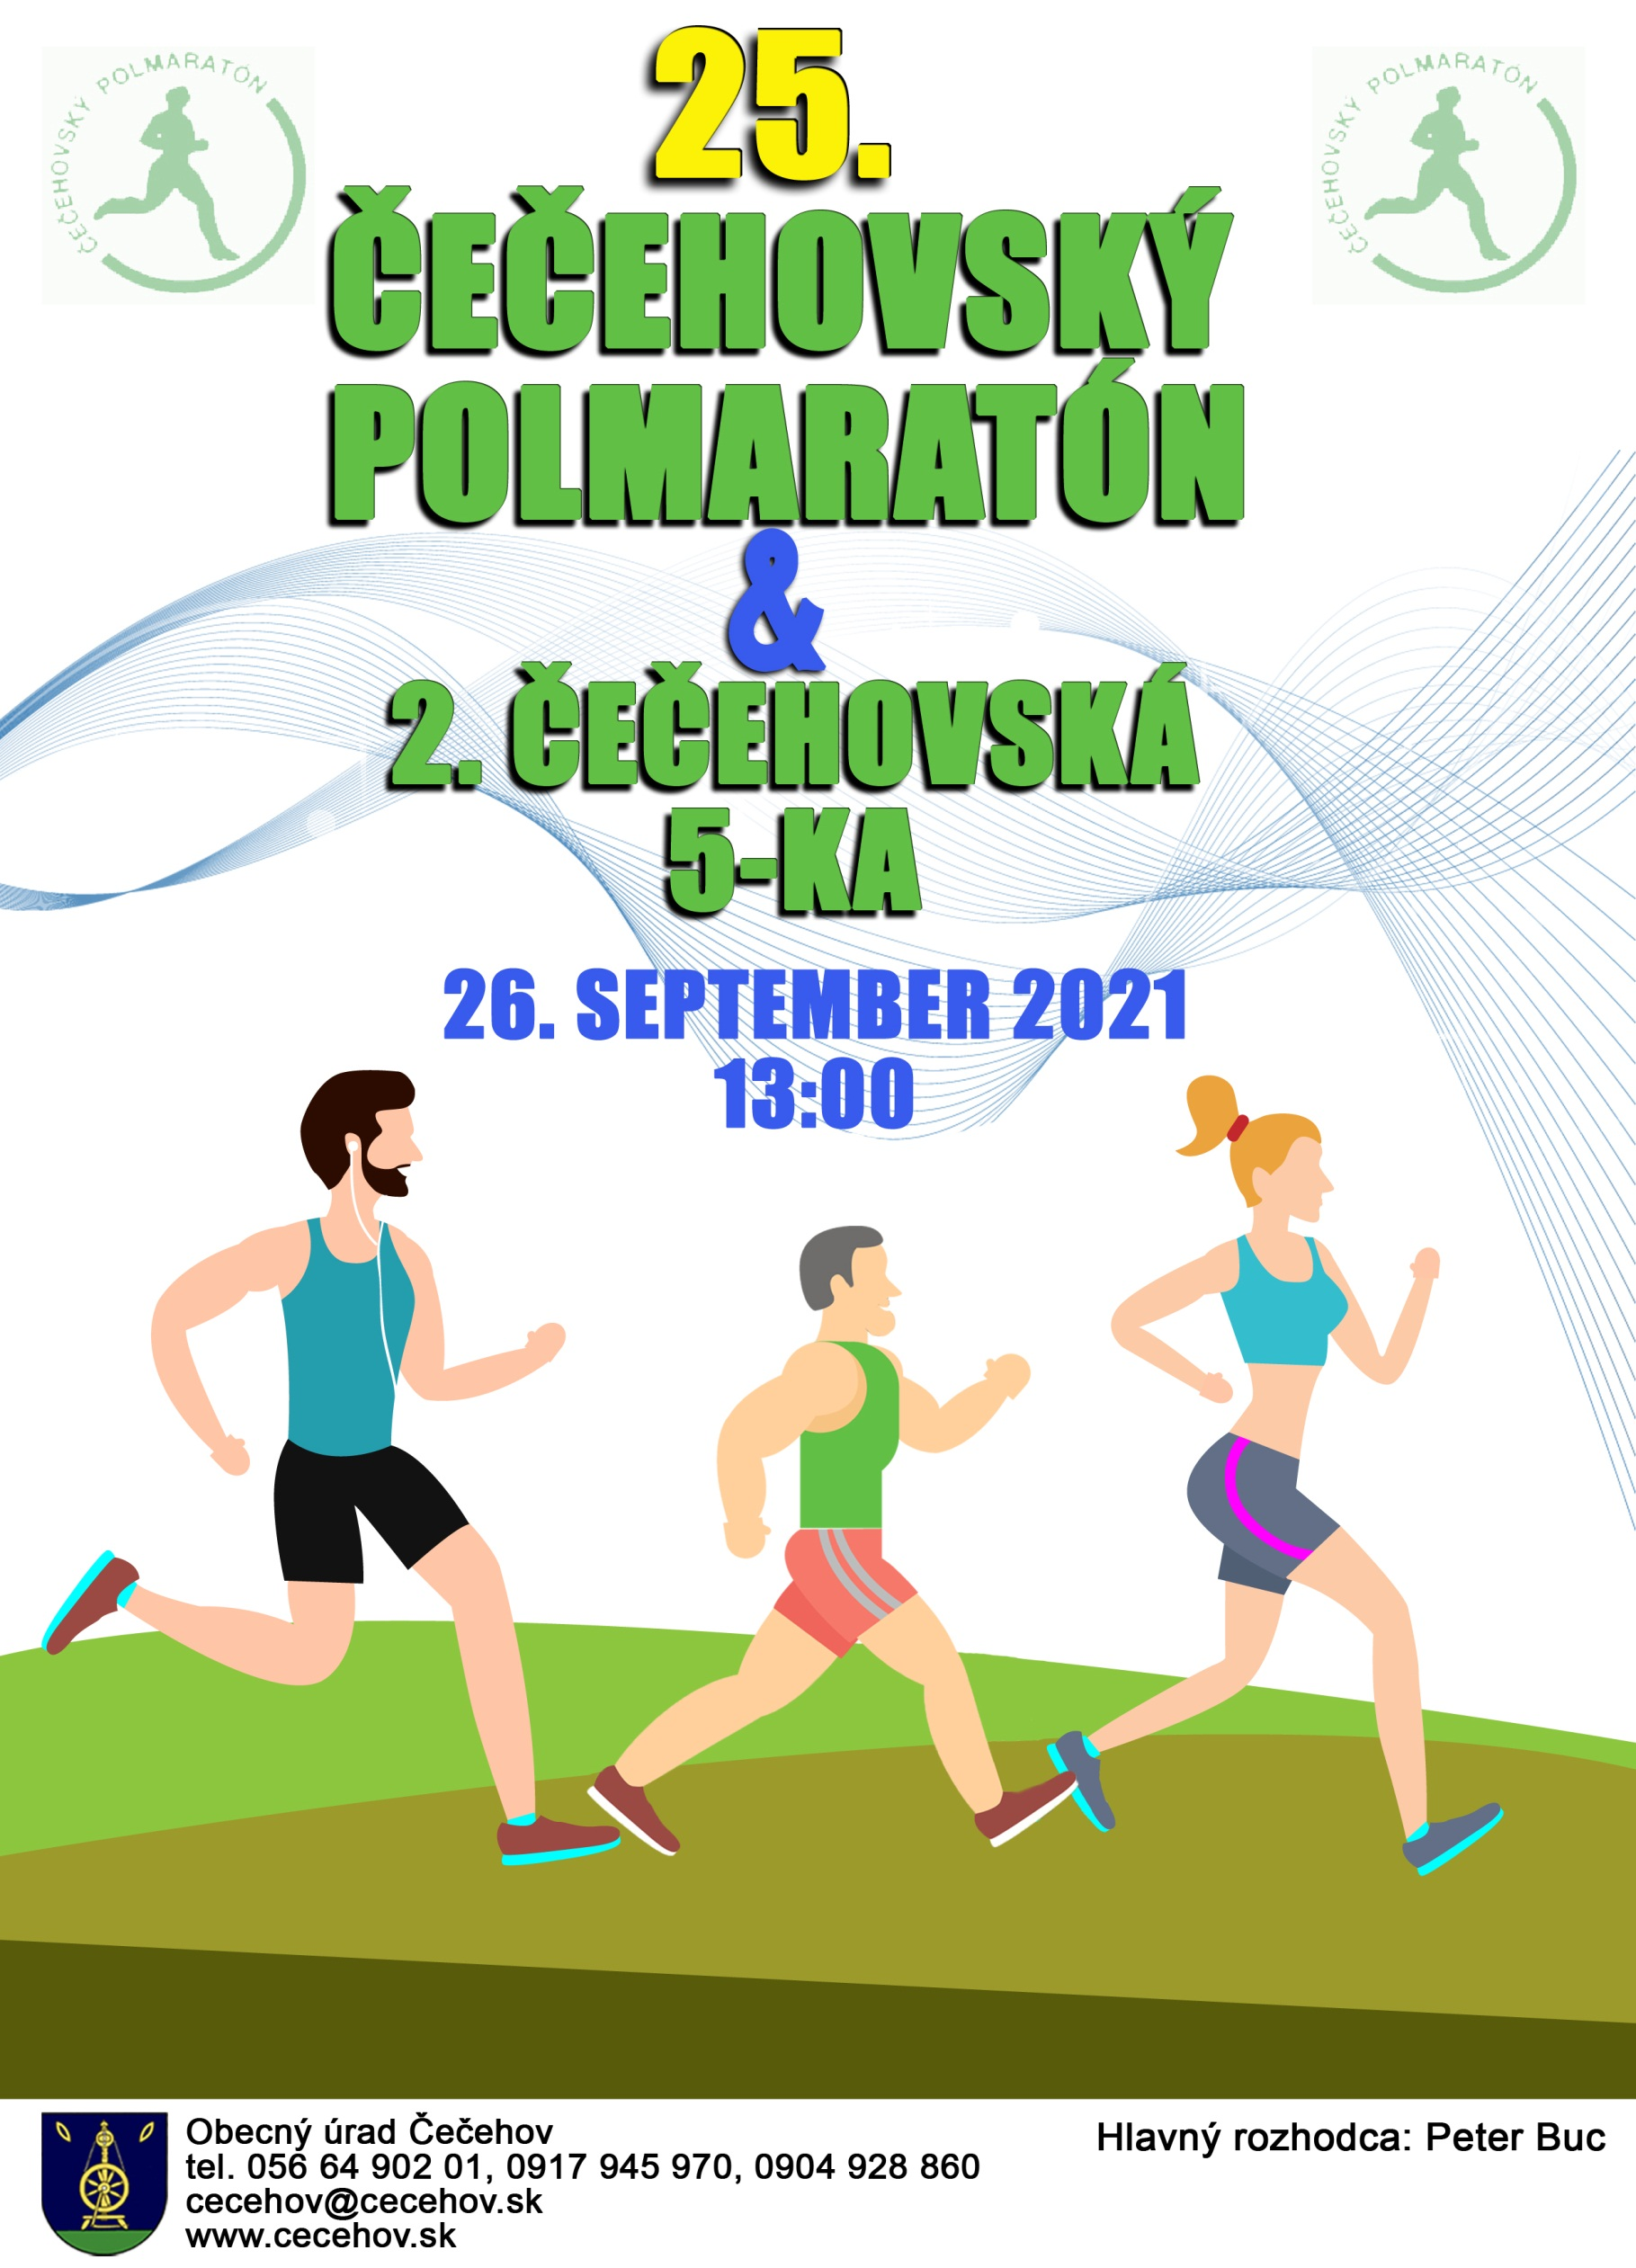 25.
ČEČEHOVSKÝ POLMARATÓN
ČEČEHOVSKÝ POLMARATÓN
ČEČEHOVSKÝ
POLMARATÓN
&
2. ČEČEHOVSKÁ
5-KA
26. SEPTEMBER 2021
13:00
Obecný úrad Čečehov
tel. 056 64 902 01, 0917 945 970, 0904 928 860
cecehov@cecehov.sk
www.cecehov.sk
Hlavný rozhodca: Peter Buc